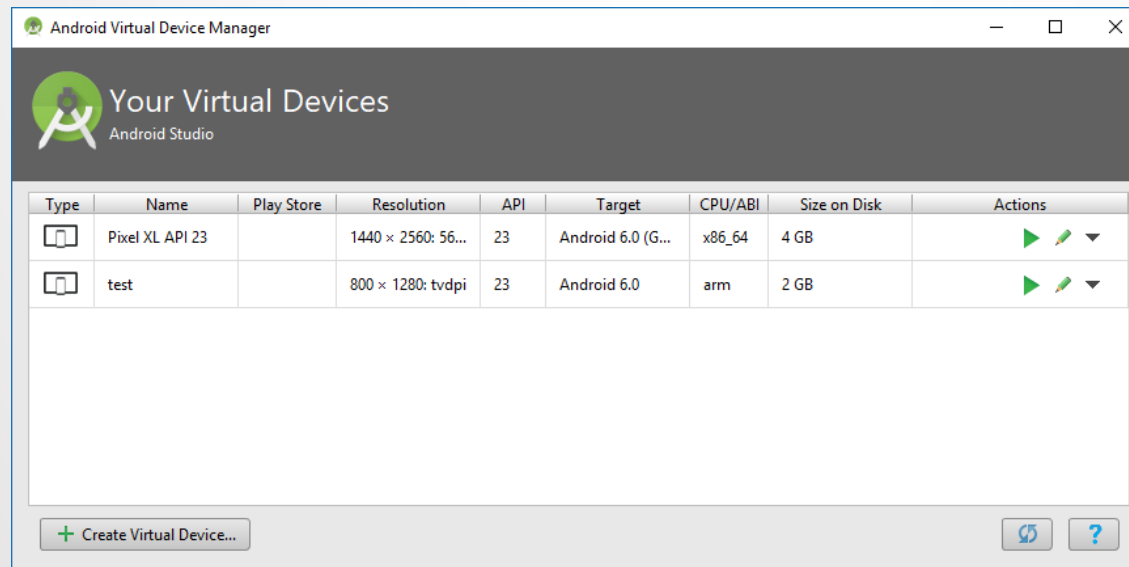 Android Virtual Device Manager
Your Virtual Devices
Android Studio
Type Name Play Store Resolution API Target CPU/ABI Size on Disk Actions
Pixel XL API 23 1440 × 2560: 56... 23 Android 6.0 (G... x86_64 4 GB
test 800 × 1280: tvdpi 23 Android 6.0 arm 2 GB
+ Create Virtual Device...
?